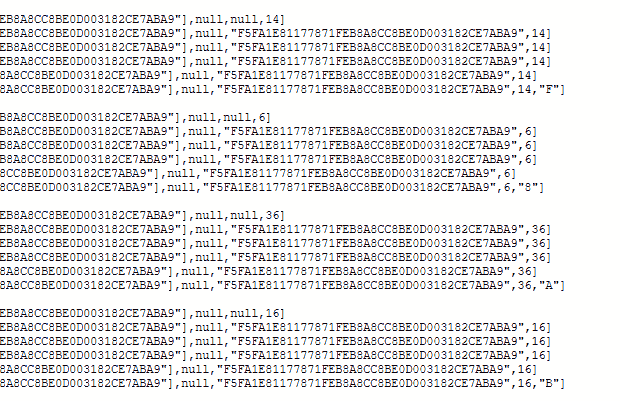 EB8A8CC8BE0D003182CE7ABA9"],null,null,14]
EB8A8CC8BE0D003182CE7ABA9"],null,"F5FA1E81177871FEB8A8CC8BE0D003182CE7ABA9",14]
EB8A8CC8BE0D003182CE7ABA9"],null,"F5FA1E81177871FEB8A8CC8BE0D003182CE7ABA9",14]
EB8A8CC8BE0D003182CE7ABA9"],null,"F5FA1E81177871FEB8A8CC8BE0D003182CE7ABA9",14]
8A8CC8BE0D003182CE7ABA9"],null,"F5FA1E81177871FEB8A8CC8BE0D003182CE7ABA9",14]
8A8CC8BE0D003182CE7ABA9"],null,"F5FA1E81177871FEB8A8CC8BE0D003182CE7ABA9",14,"F"]
B8A8CC8BE0D003182CE7ABA9"],null,null,6]
B8A8CC8BE0D003182CE7ABA9"],null,"F5FA1E81177871FEB8A8CC8BE0D003182CE7ABA9",6]
B8A8CC8BE0D003182CE7ABA9"],null,"F5FA1E81177871FEB8A8CC8BE0D003182CE7ABA9",6]
B8A8CC8BE0D003182CE7ABA9"],null,"F5FA1E81177871FEB8A8CC8BE0D003182CE7ABA9",6]
8CC8BE0D003182CE7ABA9"],null,"F5FA1E81177871FEB8A8CC8BE0D003182CE7ABA9",6]
8CC8BE0D003182CE7ABA9"],null,"F5FA1E81177871FEB8A8CC8BE0D003182CE7ABA9",6,"8"]
EB8A8CC8BE0D003182CE7ABA9"],null,null,36]
EB8A8CC8BE0D003182CE7ABA9"],null,"F5FA1E81177871FEB8A8CC8BE0D003182CE7ABA9",36]
EB8A8CC8BE0D003182CE7ABA9"],null,"F5FA1E81177871FEB8A8CC8BE0D003182CE7ABA9",36]
EB8A8CC8BE0D003182CE7ABA9"],null,"F5FA1E81177871FEB8A8CC8BE0D003182CE7ABA9",36]
8A8CC8BE0D003182CE7ABA9"],null,"F5FA1E81177871FEB8A8CC8BE0D003182CE7ABA9",36]
8A8CC8BE0D003182CE7ABA9"],null,"F5FA1E81177871FEB8A8CC8BE0D003182CE7ABA9",36,"A"]
EB8A8CC8BE0D003182CE7ABA9"],null,null,16]
EB8A8CC8BE0D003182CE7ABA9"],null,"F5FA1E81177871FEB8A8CC8BE0D003182CE7ABA9",16]
EB8A8CC8BE0D003182CE7ABA9"],null,"F5FA1E81177871FEB8A8CC8BE0D003182CE7ABA9",16]
EB8A8CC8BE0D003182CE7ABA9"],null,"F5FA1E81177871FEB8A8CC8BE0D003182CE7ABA9",16]
8A8CC8BE0D003182CE7ABA9"],null,"F5FA1E81177871FEB8A8CC8BE0D003182CE7ABA9",16]
8A8CC8BE0D003182CE7ABA9"],null,"F5FA1E81177871FEB8A8CC8BE0D003182CE7ABA9",16,"B"]